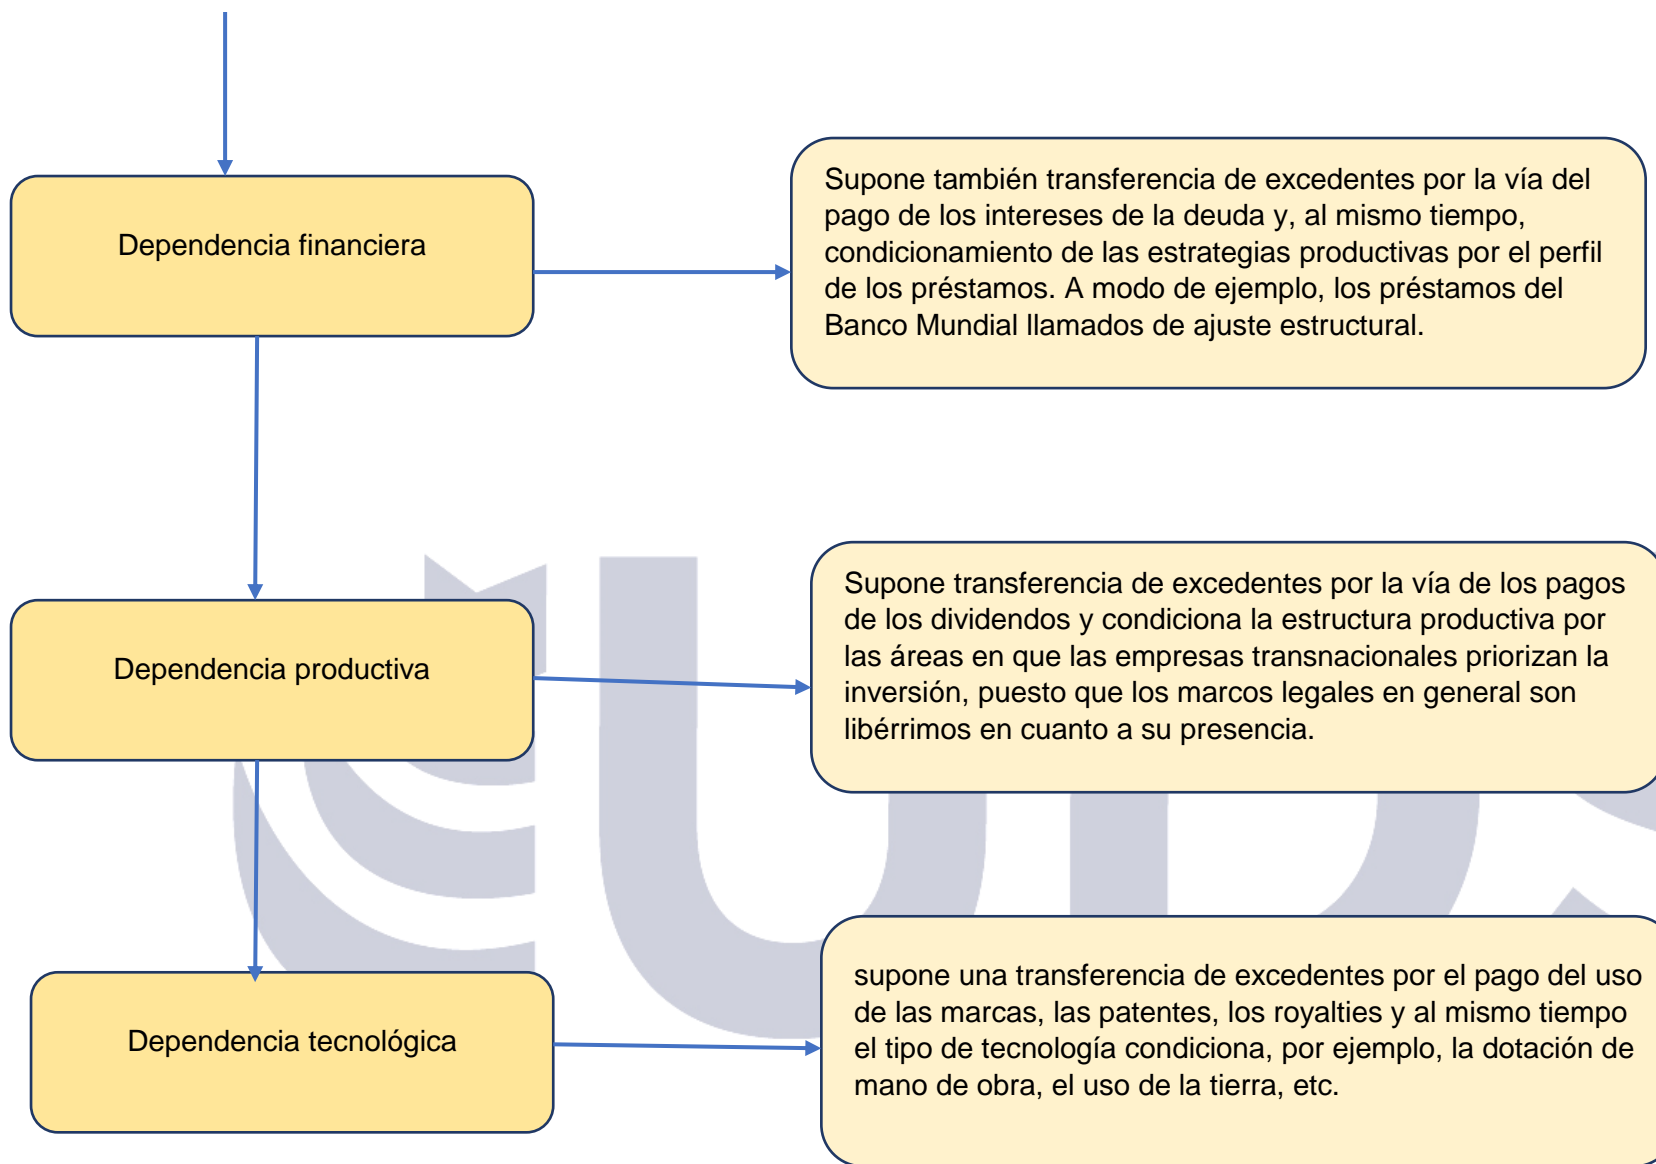 Dependencia financiera
Supone también transferencia de excedentes por la vía del
pago de los intereses de la deuda y, al mismo tiempo,
condicionamiento de las estrategias productivas por el perfil
de los préstamos. A modo de ejemplo, los préstamos del
Banco Mundial llamados de ajuste estructural.
Dependencia productiva
Supone transferencia de excedentes por la vía de los pagos
de los dividendos y condiciona la estructura productiva por
las áreas en que las empresas transnacionales priorizan la
inversión, puesto que los marcos legales en general son
libérrimos en cuanto a su presencia.
Dependencia tecnológica
supone una transferencia de excedentes por el pago del uso
de las marcas, las patentes, los royalties y al mismo tiempo
el tipo de tecnología condiciona, por ejemplo, la dotación de
mano de obra, el uso de la tierra, etc.